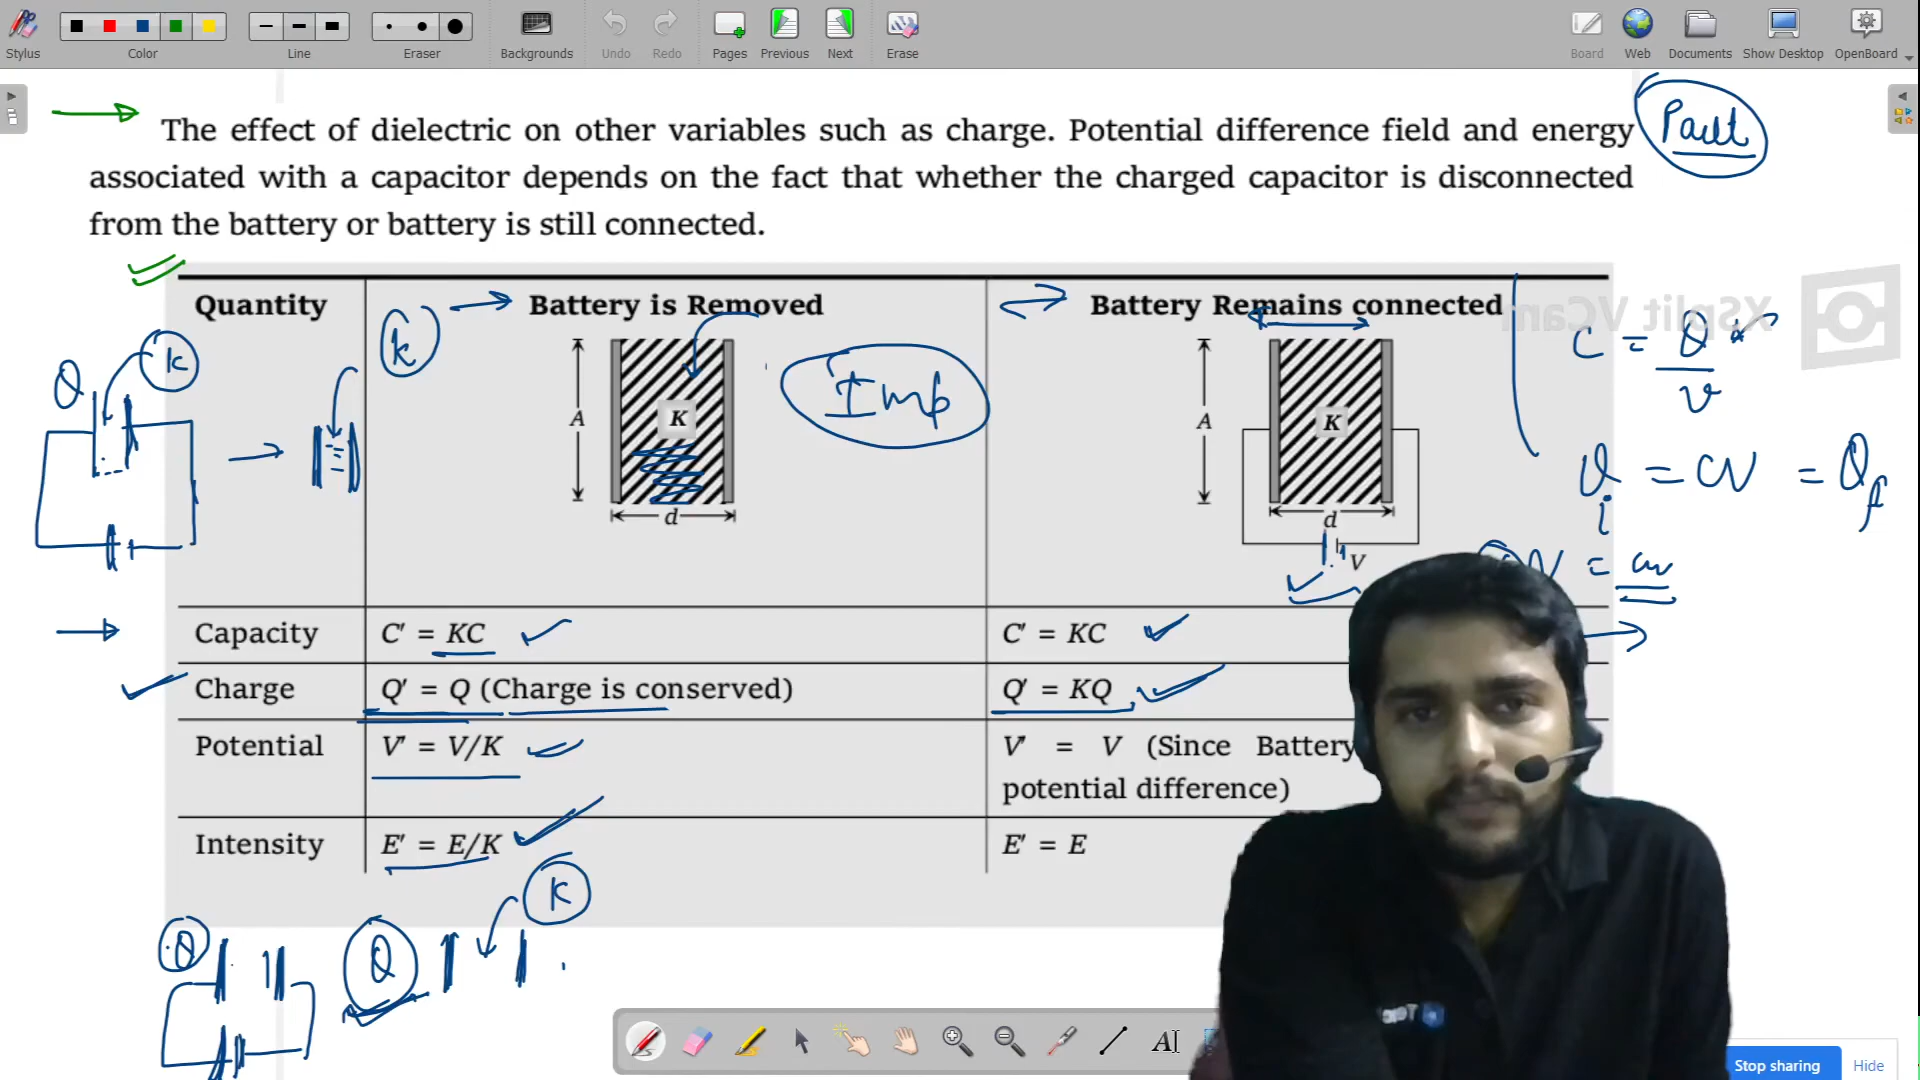 Stylus
Color
Line
Eraser
Backgrounds
Undo
Redo
Pages
Previous
Next
Erase
Board
Web
Documents
Show Desktop
OpenBoard
The effect of dielectric on other variables such as charge. Potential difference field and energy
associated with a capacitor depends on the fact that whether the charged capacitor is disconnected
from the battery or battery is still connected.
Quantity
Battery is Removed
Battery Remains connected
XSplit VCam
k
K
Q
A
K
d
Imp
A
K
d
V
C = Q
V
= CV = Q f
i
V = CV
Capacity
C' = KC
C' = KC
Charge
Q' = Q (Charge is conserved)
Q' = KQ
Potential
V' = V/K
V' = V (Since Battery
potential difference)
Intensity
E' = E/K
E' = E
K
Q
Q
Stop sharing
Hide